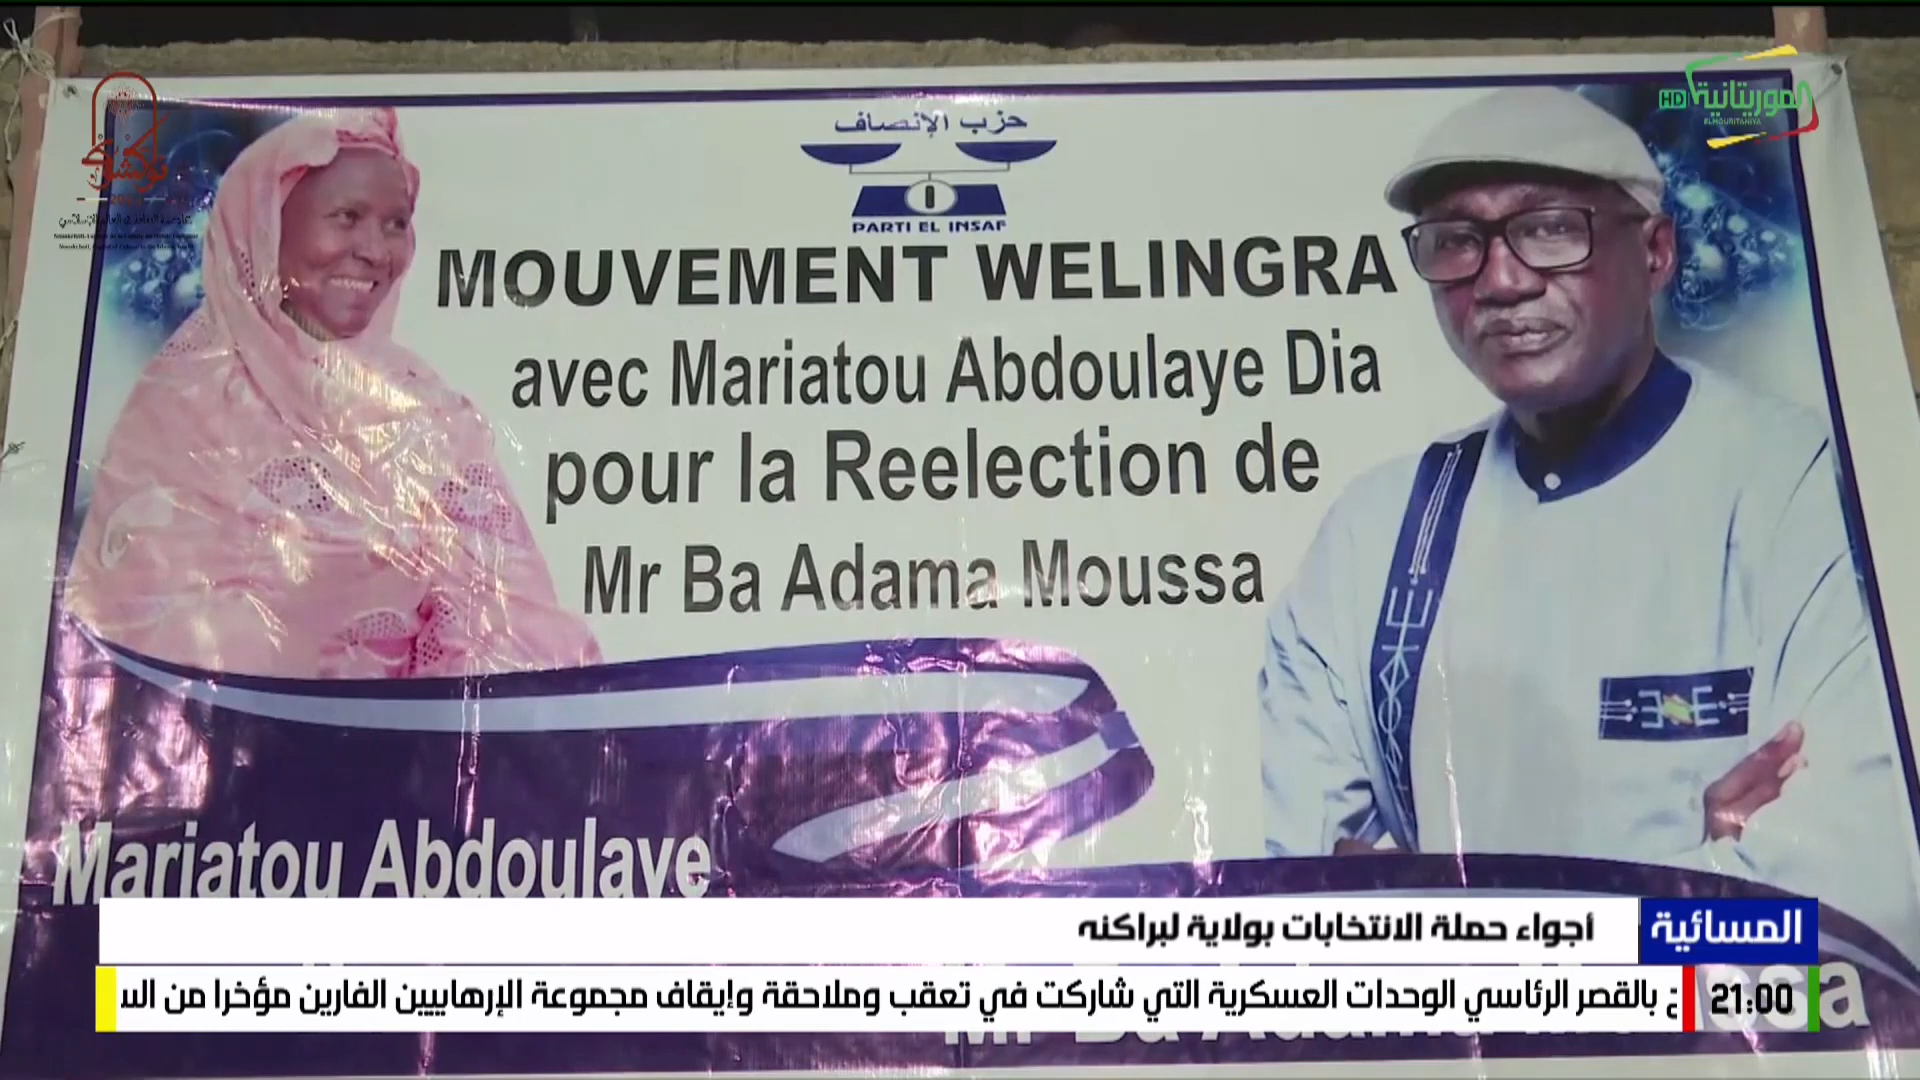 الموريتانية
HD
ELMOURITANIYA
حزب الإنصاف
PARTI EL INSAF
MOUVEMENT WELINGRA
avec Mariatou Abdoulaye Dia
pour la Reelection de
Mr Ba Adama Moussa
Mariatou Abdoulaye
المسائية
أجواء حملة الانتخابات بولاية لبراكنه
21:00
بالقصر الرئاسي الوحدات العسكرية التي شاركت في تعقب وملاحقة وإيقاف مجموعة الإرهابيين الفارين مؤخرا من